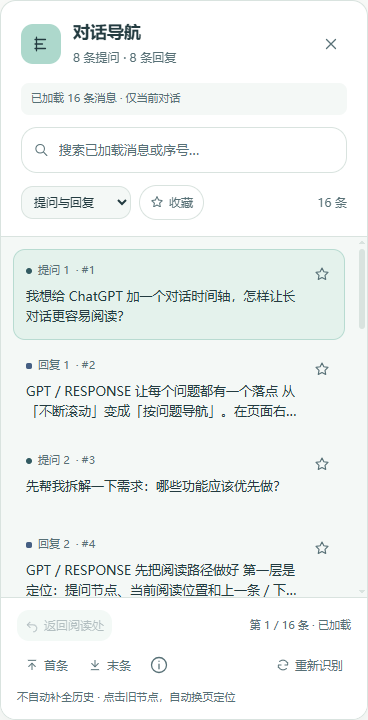 对话导航
8 条提问 · 8 条回复
已加载 16 条消息 · 仅当前对话
搜索已加载消息或序号...
提问与回复
收藏
16 条
提问 1 · #1
我想给 ChatGPT 加一个对话时间轴，怎样让长
对话更容易阅读？
回复 1 · #2
GPT / RESPONSE 让每个问题都有一个落点 从
「不断滚动」变成「按问题导航」。在页面右...
提问 2 · #3
先帮我拆解一下需求：哪些功能应该优先做？
回复 2 · #4
GPT / RESPONSE 先把阅读路径做好 第一层是
定位：提问节点、当前阅读位置和上一条 / 下...
返回阅读处
第 1 / 16 条 · 已加载
首条
末条
重新识别
不自动补全历史 · 点击旧节点，自动换页定位